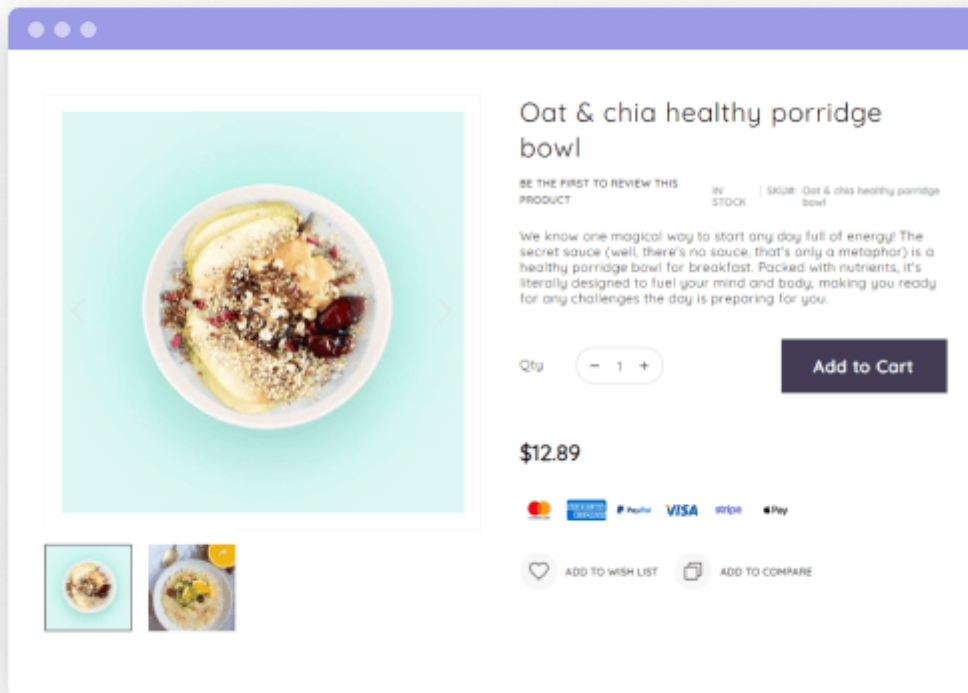 Oat & chia healthy porridge
bowl
BE THE FIRST TO REVIEW THIS
PRODUCT
IN
STOCK
SKU#: Oat & chia healthy porridge
bowl
We know one magical way to start any day full of energy! The
secret sauce (well, there's no sauce, that's only a metaphor) is a
healthy porridge bowl for breakfast. Packed with nutrients, it's
literally designed to fuel your mind and body, making you ready
for any challenges the day is preparing for you.
Qty
− 1 +
Add to Cart
$12.89
PayPal VISA stripe Pay
ADD TO WISH LIST
ADD TO COMPARE